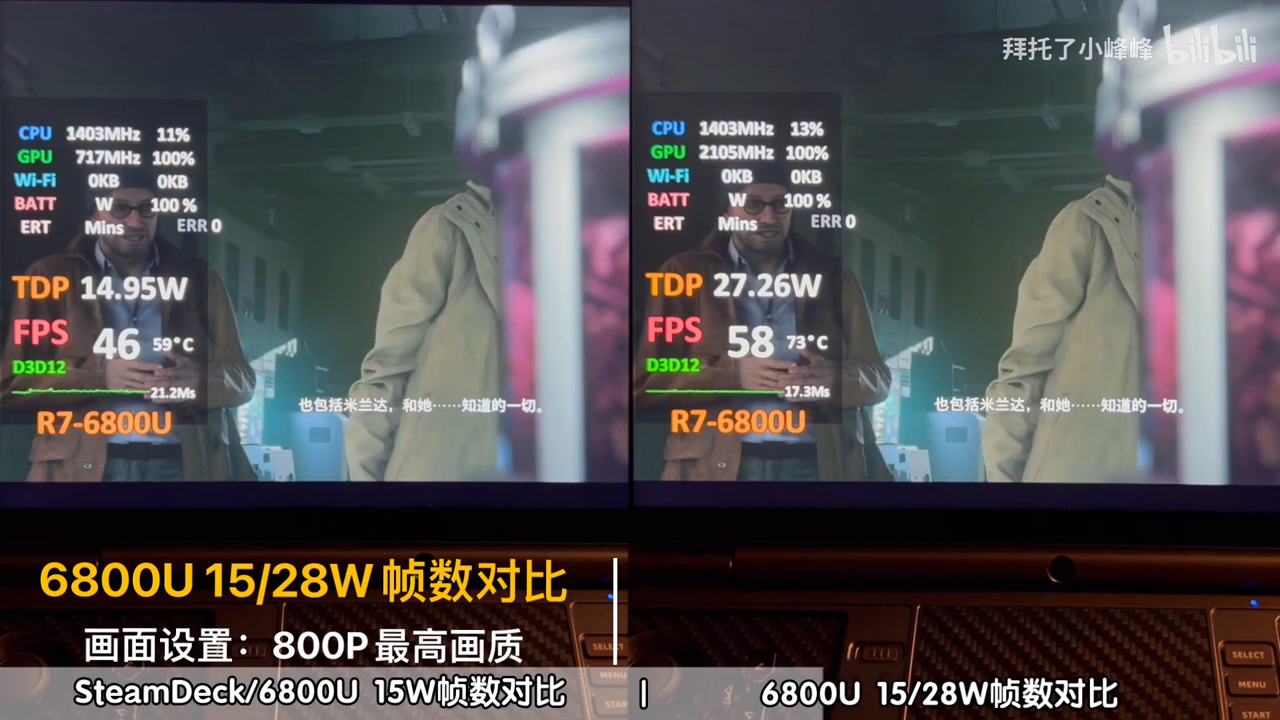 拜托了小峰峰 bilibili
CPU 1403MHz 11%
GPU 717MHz 100%
Wi-Fi 0KB 0KB
BATT W 100 %
ERT Mins ERR 0
TDP 14.95W
FPS 46 59°C
D3D12
21.2Ms
R7-6800U
也包括米兰达，和她……知道的一切。
CPU 1403MHz 13%
GPU 2105MHz 100%
Wi-Fi 0KB 0KB
BATT W 100 %
ERT Mins ERR 0
TDP 27.26W
FPS 58 73°C
D3D12
17.3Ms
R7-6800U
也包括米兰达，和她……知道的一切。
6800U 15/28W 帧数对比
画面设置：800P 最高画质
SELECT
MENU
START
SteamDeck/6800U 15W帧数对比 | 6800U 15/28W帧数对比